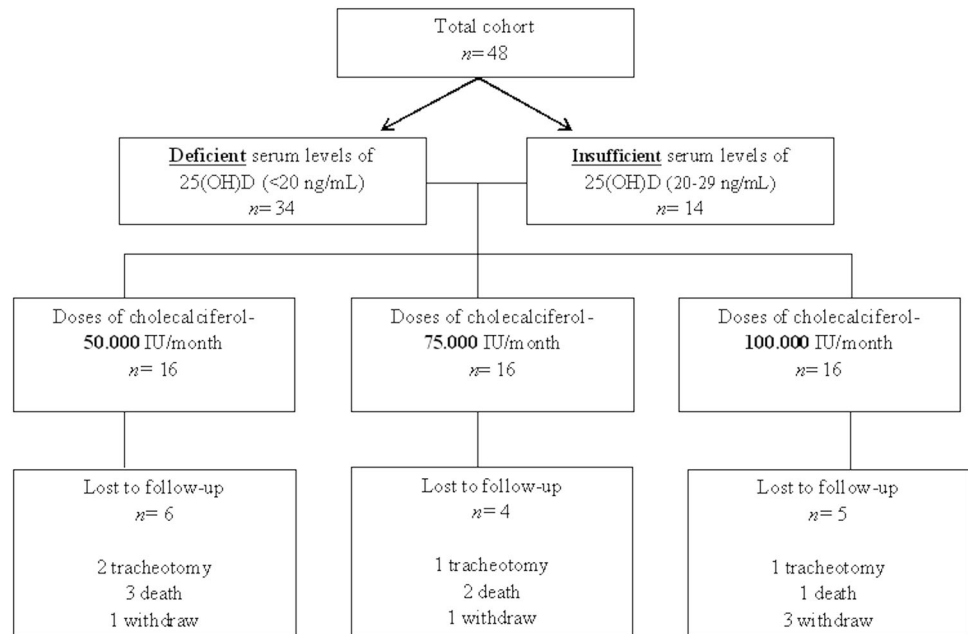 Total cohort
n= 48
Deficient serum levels of
25(OH)D (<20 ng/mL)
n= 34
Insufficient serum levels of
25(OH)D (20-29 ng/mL)
n= 14
Doses of cholecalciferol-
50.000 IU/month
n= 16
Doses of cholecalciferol-
75.000 IU/month
n= 16
Doses of cholecalciferol-
100.000 IU/month
n= 16
Lost to follow-up
n= 6
2 tracheotomy
3 death
1 withdraw
Lost to follow-up
n= 4
1 tracheotomy
2 death
1 withdraw
Lost to follow-up
n= 5
1 tracheotomy
1 death
3 withdraw